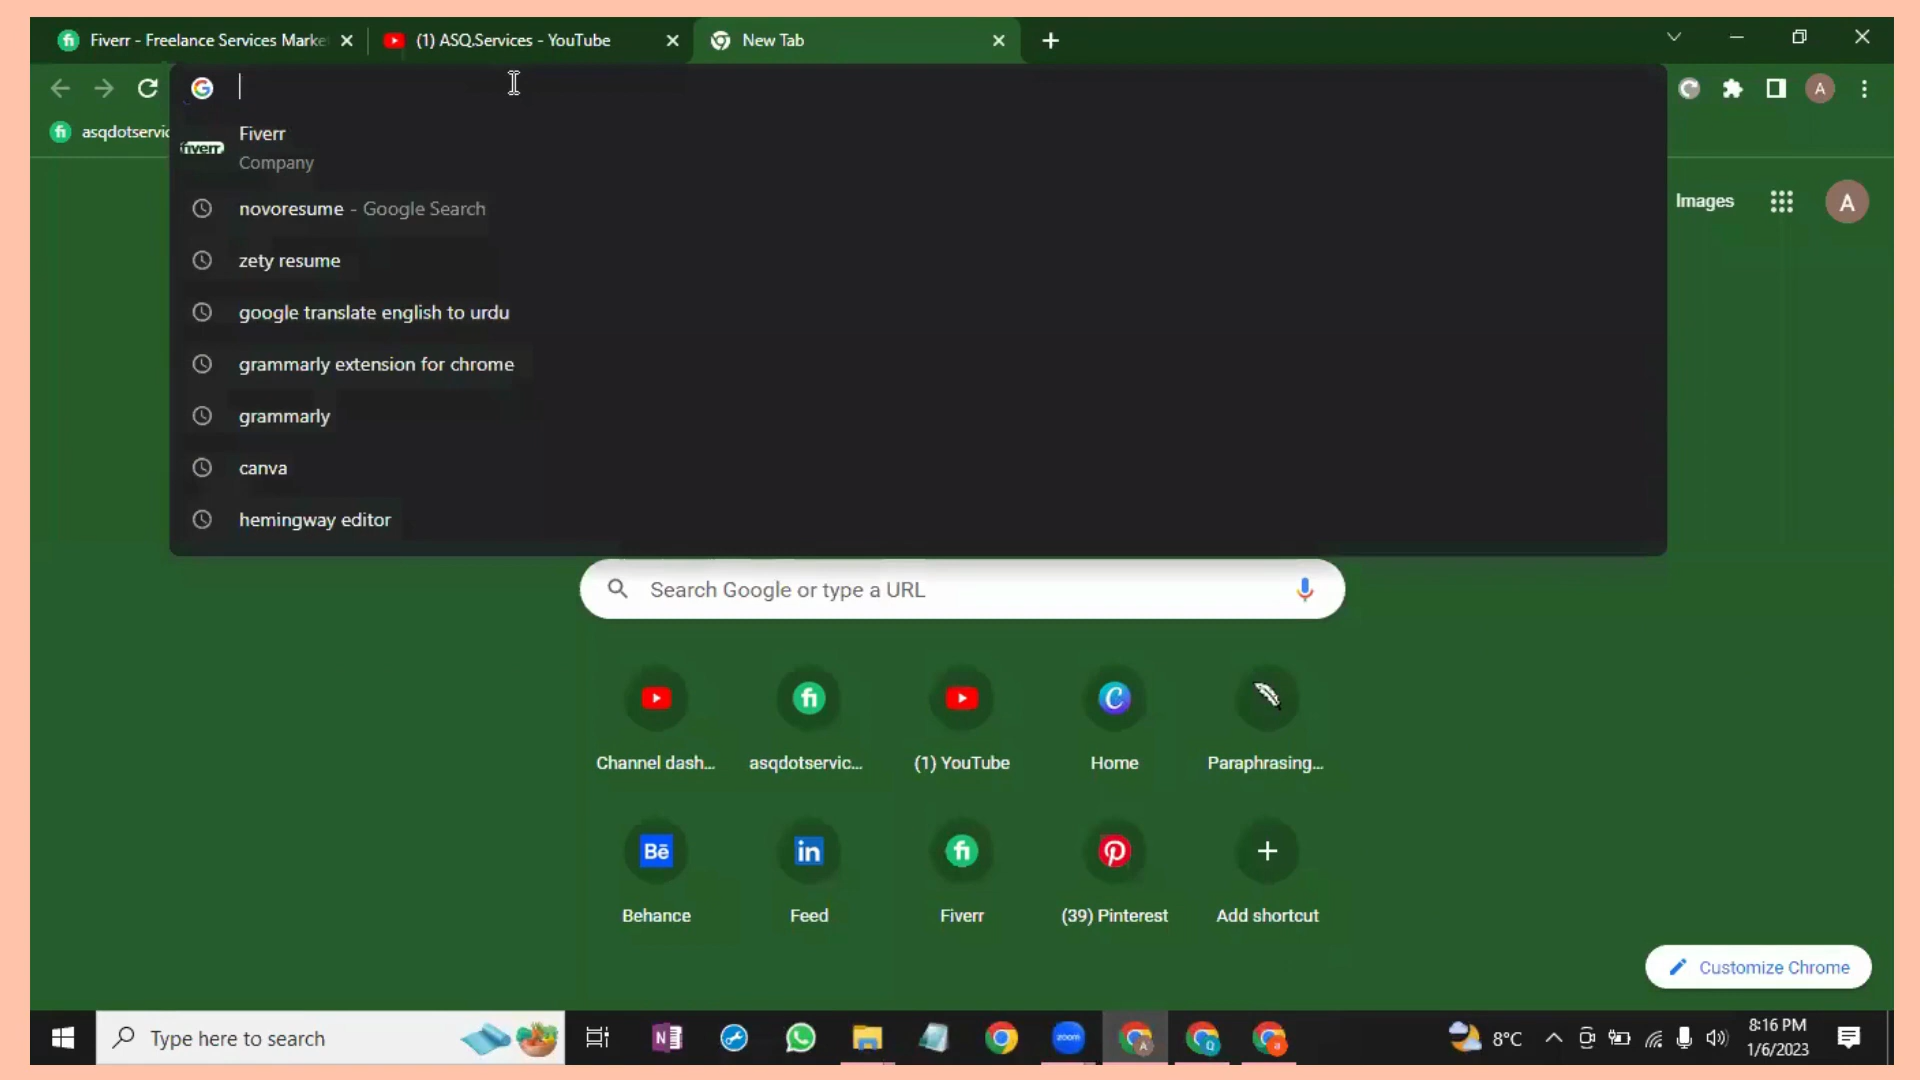 Fiverr - Freelance Services Marke
(1) ASQ.Services - YouTube
New Tab
asqdotservic
Fiverr
Company
fiverr
novoresume - Google Search
zety resume
google translate english to urdu
grammarly extension for chrome
grammarly
canva
hemingway editor
Images
A
A
Search Google or type a URL
Channel dash...
asqdotservic...
(1) YouTube
Home
Paraphrasing...
Behance
Feed
Fiverr
(39) Pinterest
Add shortcut
Customize Chrome
Type here to search
zoom
8°C
8:16 PM
1/6/2023